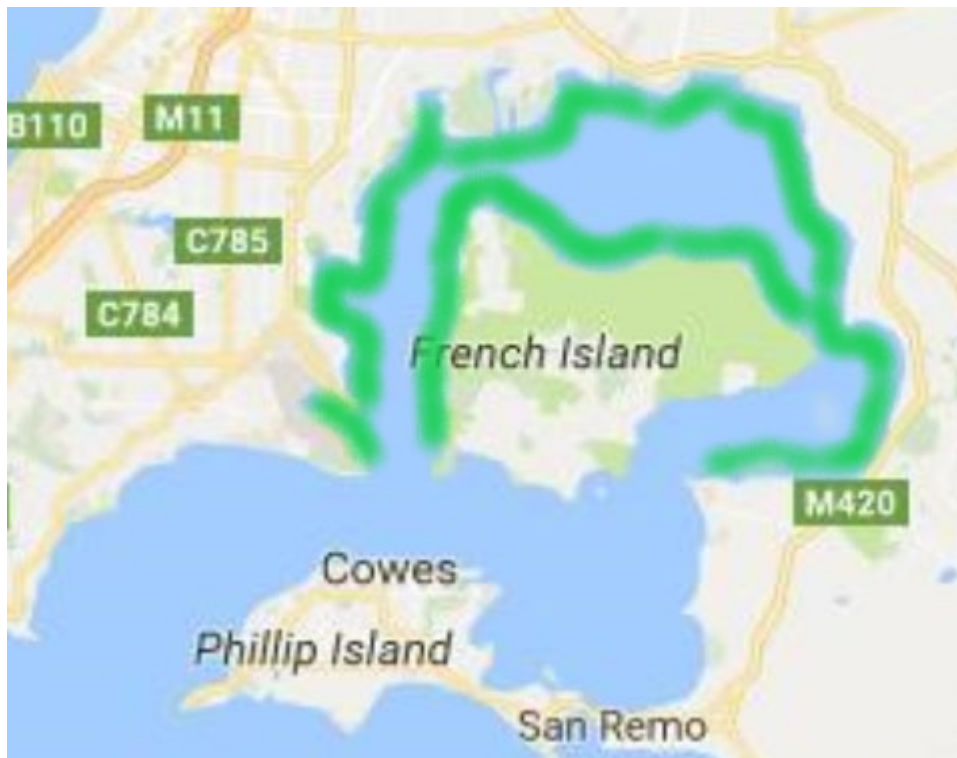 B110
M11
C785
C784
French Island
M420
Cowes
Phillip Island
San Remo